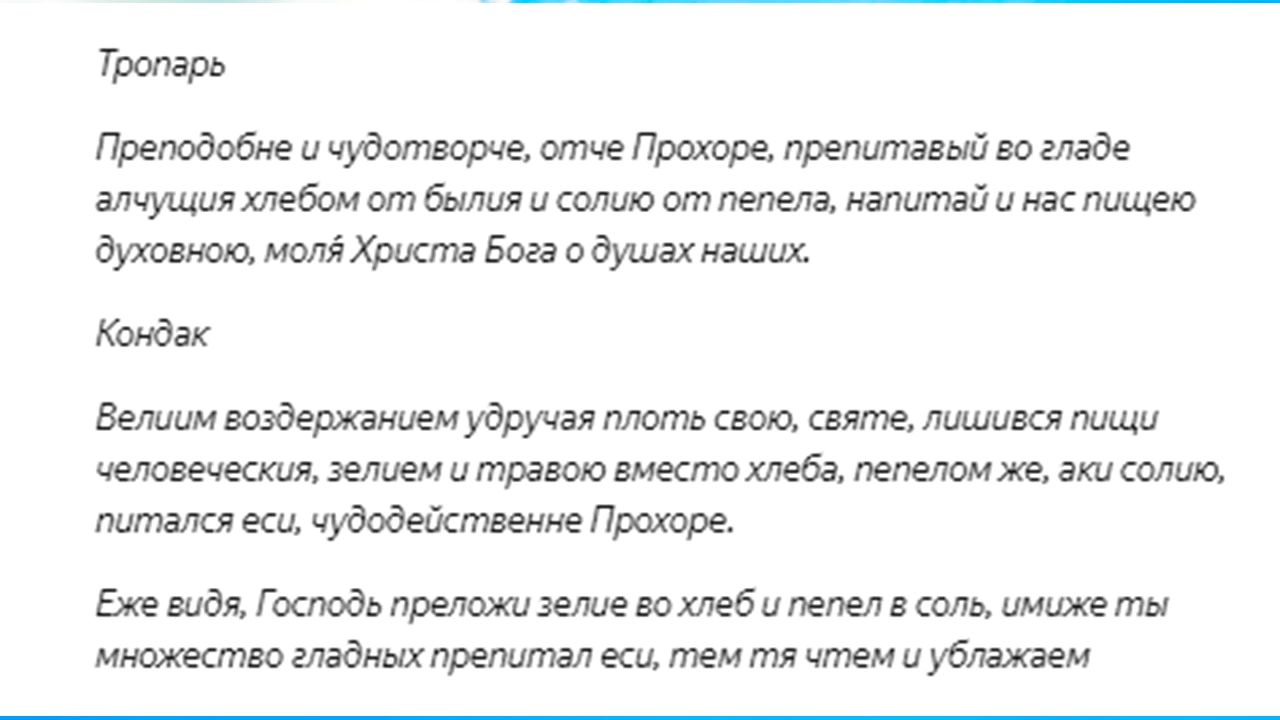 Тропарь
Преподобне и чудотворче, отче Прохоре, препитавый во гладе
алчущия хлебом от былия и солию от пепела, напитай и нас пищею
духовною, моля́ Христа Бога о душах наших.
Кондак
Велиим воздержанием удручая плоть свою, святе, лишився пищи
человеческия, зелием и травою вместо хлеба, пепелом же, аки солию,
питался еси, чудодейственне Прохоре.
Еже видя, Господь преложи зелие во хлеб и пепел в соль, имиже ты
множество гладных препитал еси, тем тя чтем и ублажаем